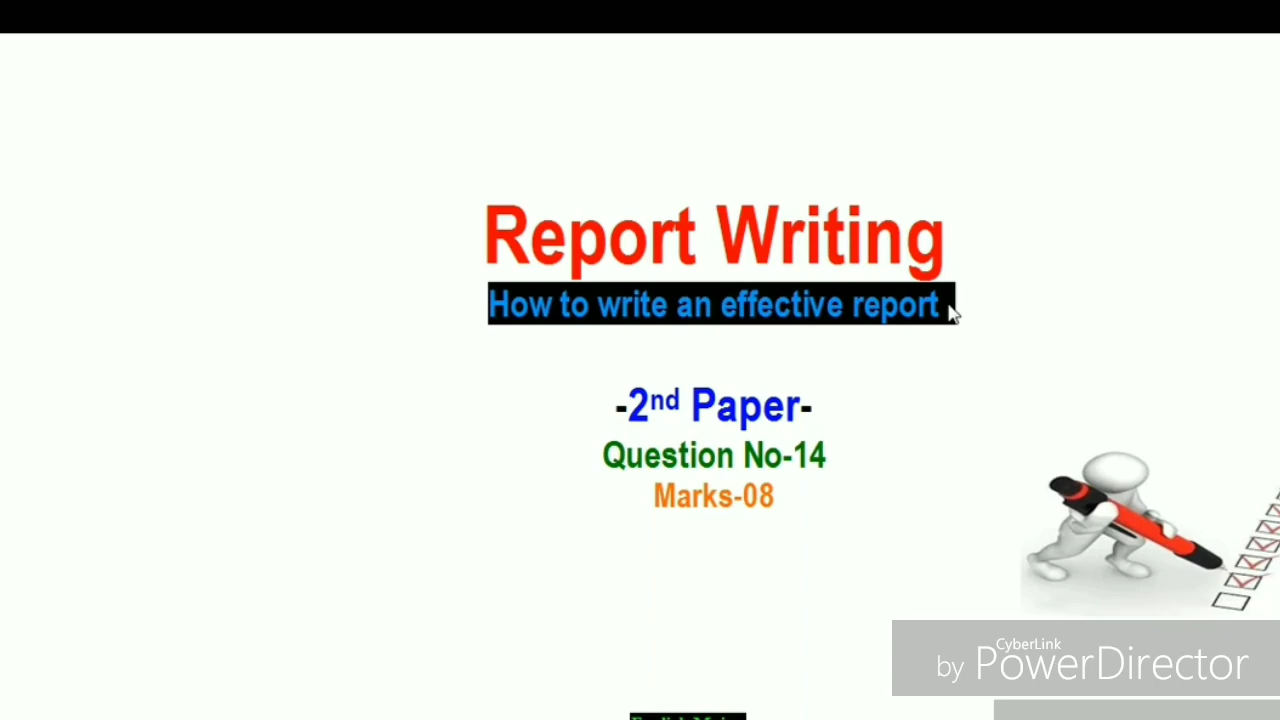 Report Writing
How to write an effective report
-2nd Paper-
Question No-14
Marks-08
CyberLink
by PowerDirector